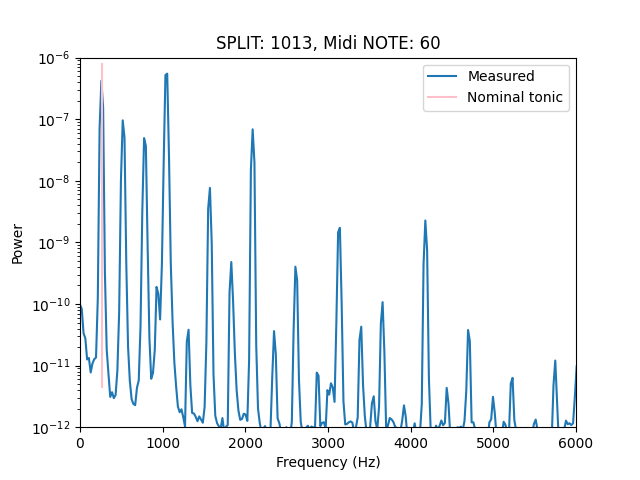 SPLIT: 1013, Midi NOTE: 60
Measured
Nominal tonic
Power
10⁻⁶
10⁻⁷
10⁻⁸
10⁻⁹
10⁻¹⁰
10⁻¹¹
10⁻¹²
0 1000 2000 3000 4000 5000 6000
Frequency (Hz)